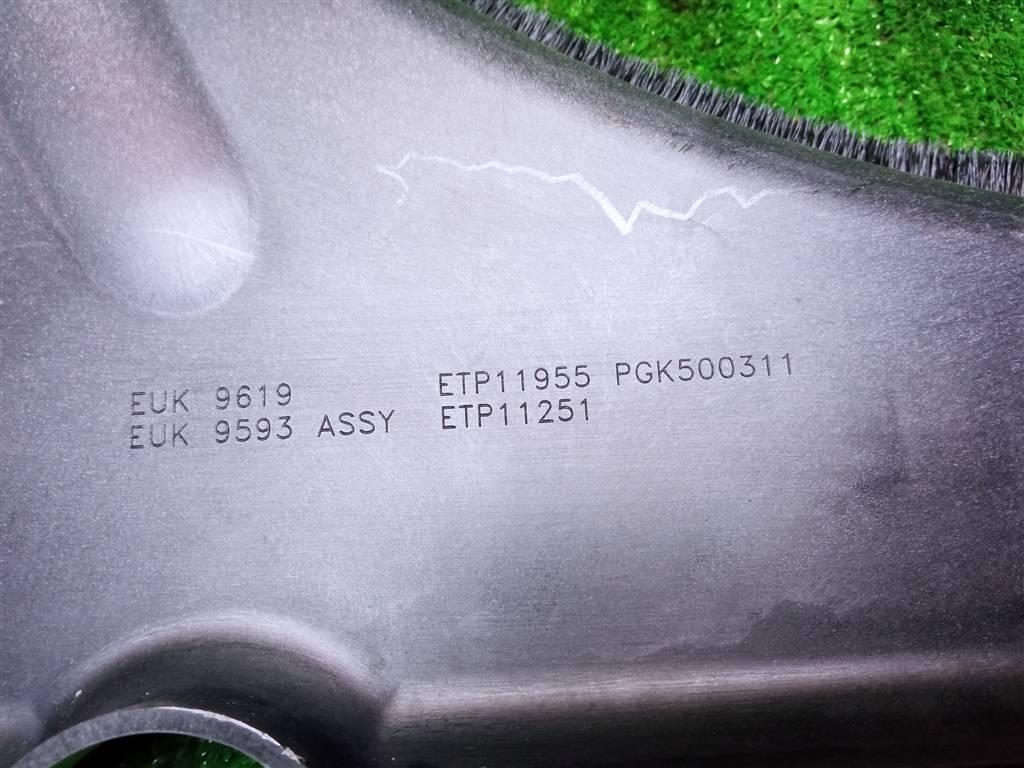 EUK 9619 ETP11955 PGK500311
EUK 9593 ASSY ETP11251